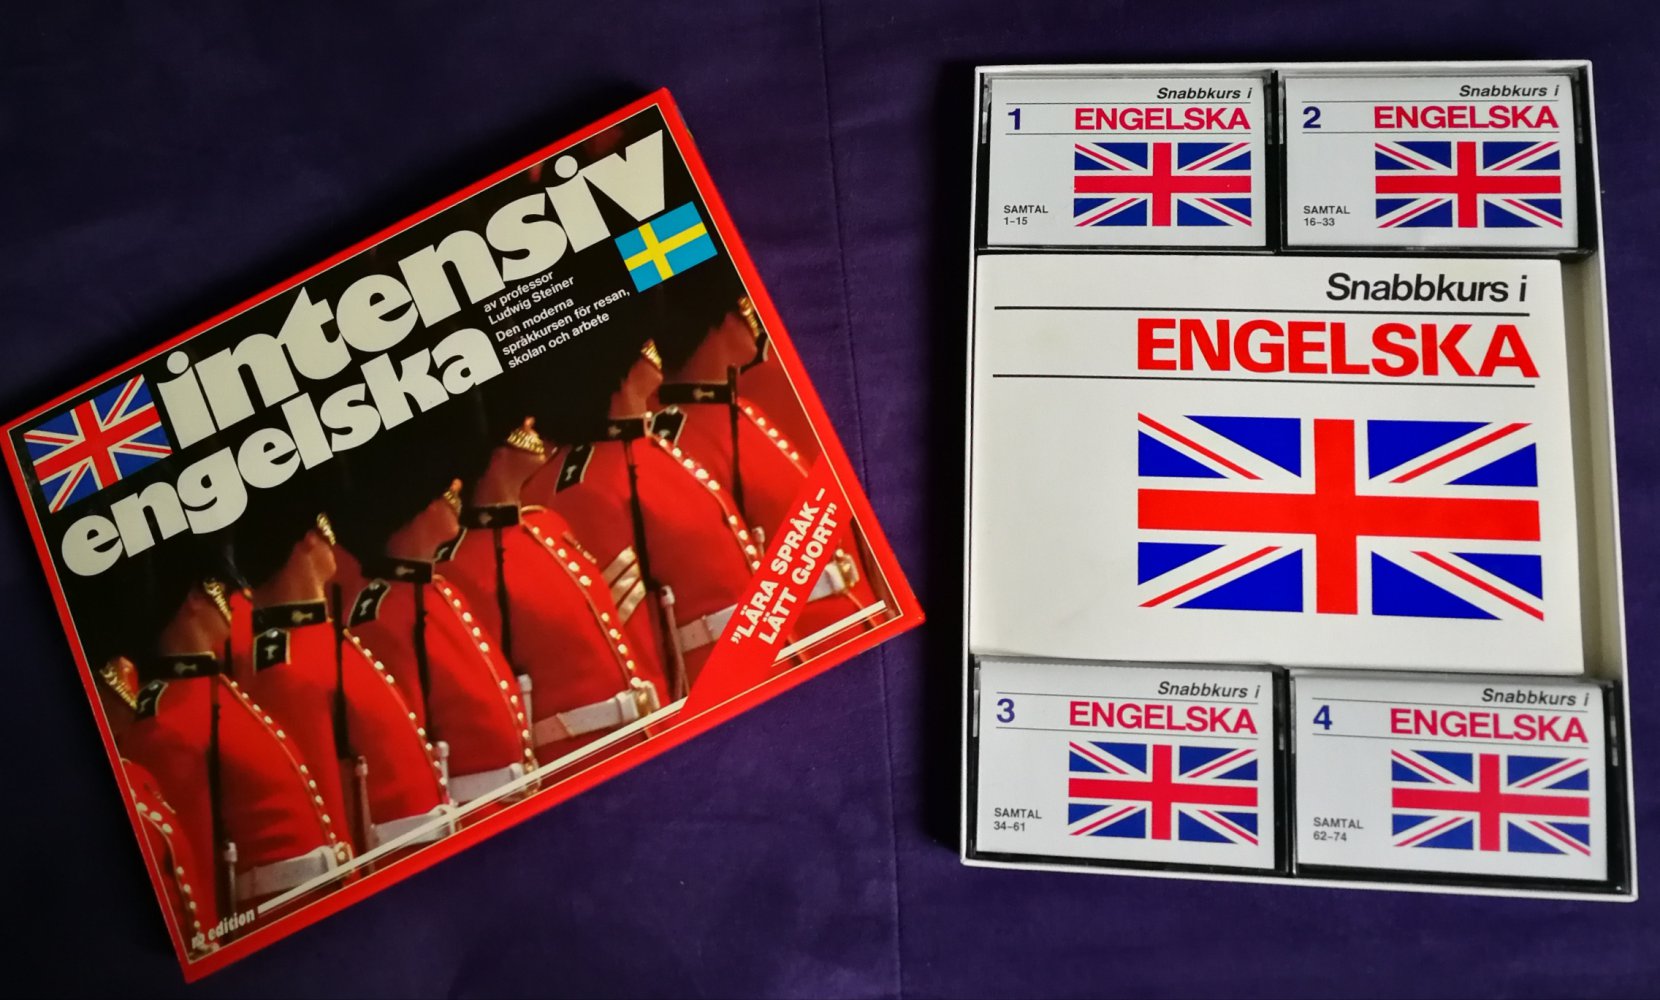 intensiv
engelska
av professor
Ludwig Steiner
Den moderna
språkkursen för resan,
skolan och arbete
"LÄRA SPRÅK –
LÄTT GJORT"
rb edition
Snabbkurs i
1 ENGELSKA
SAMTAL
1–15
Snabbkurs i
2 ENGELSKA
SAMTAL
16–33
Snabbkurs i
ENGELSKA
Snabbkurs i
3 ENGELSKA
SAMTAL
34–61
Snabbkurs i
4 ENGELSKA
SAMTAL
62–74